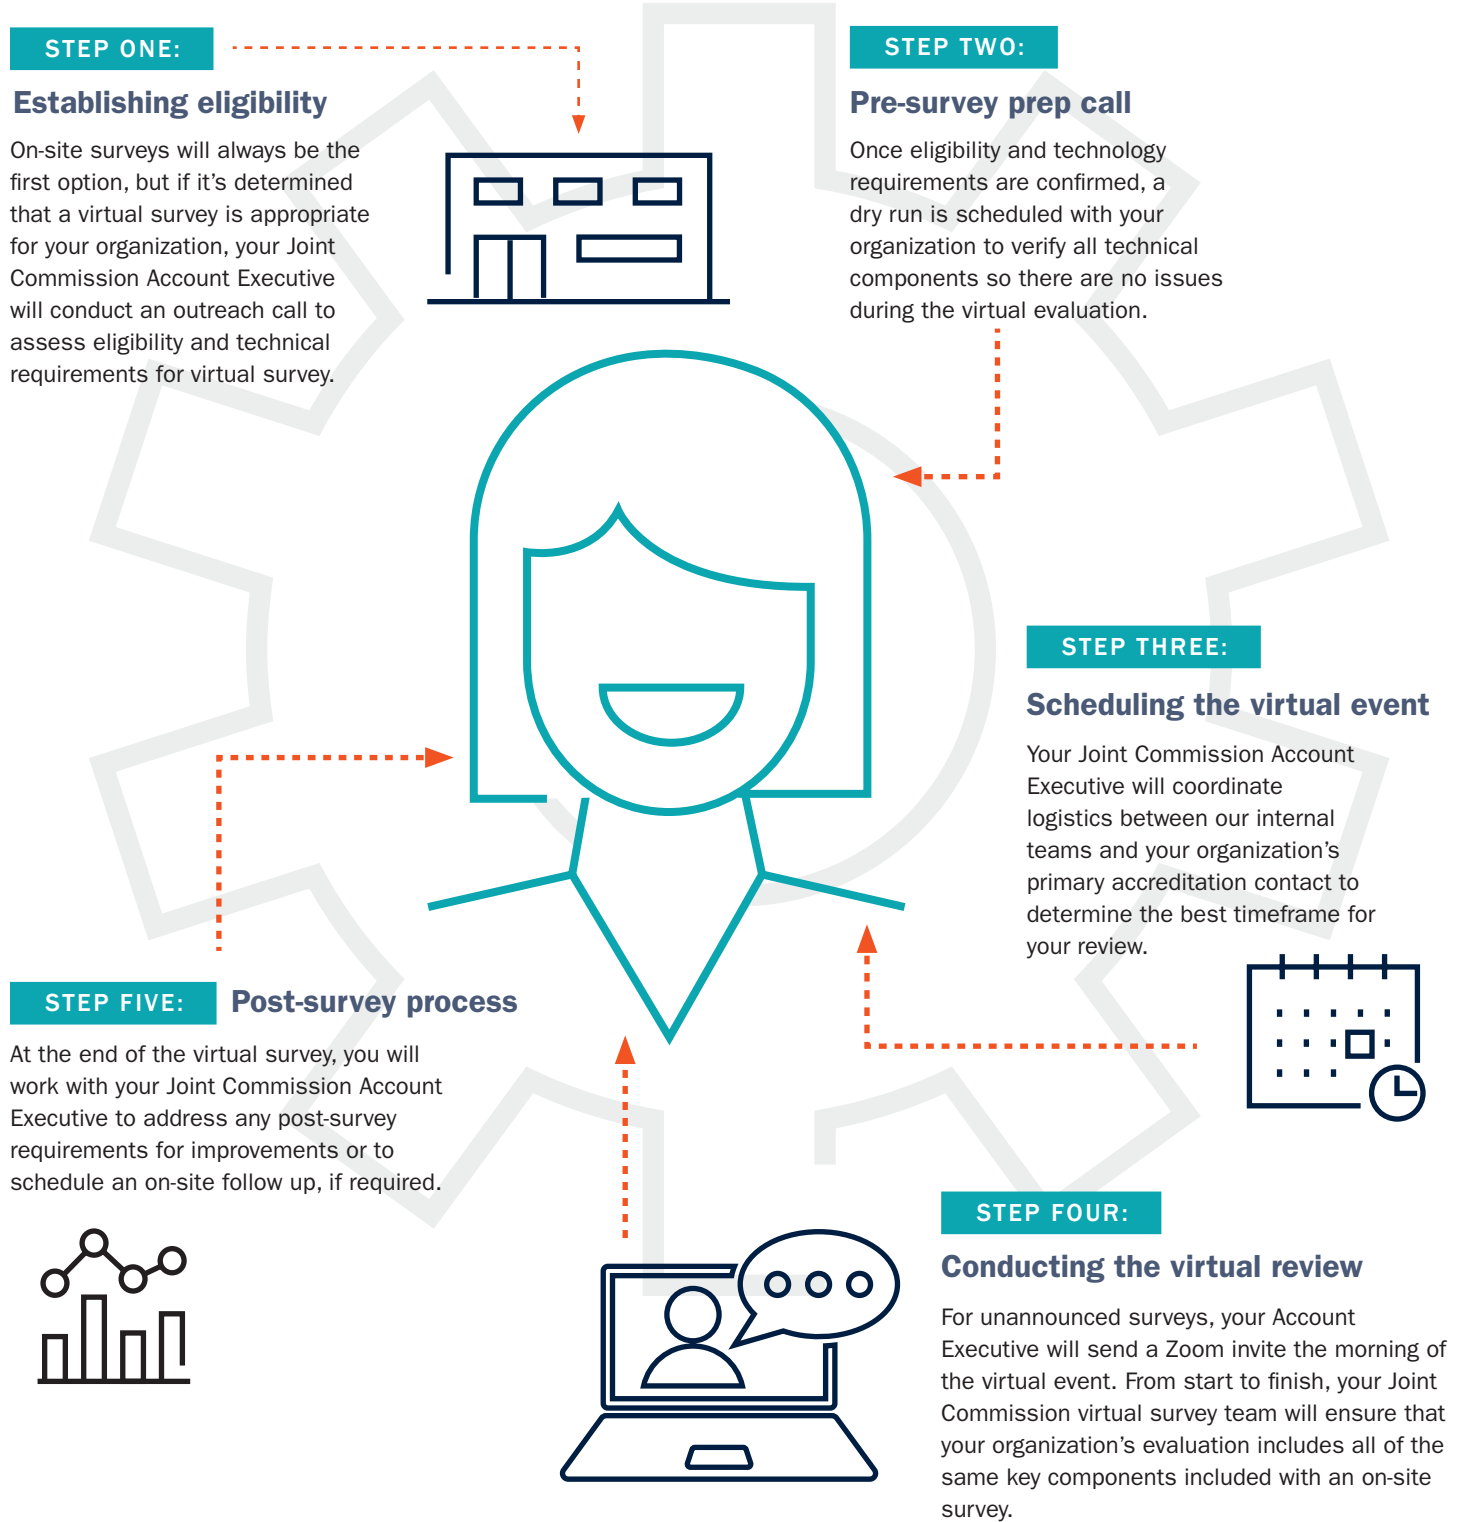 STEP ONE:
Establishing eligibility
On-site surveys will always be the
first option, but if it’s determined
that a virtual survey is appropriate
for your organization, your Joint
Commission Account Executive
will conduct an outreach call to
assess eligibility and technical
requirements for virtual survey.
STEP TWO:
Pre-survey prep call
Once eligibility and technology
requirements are confirmed, a
dry run is scheduled with your
organization to verify all technical
components so there are no issues
during the virtual evaluation.
STEP THREE:
Scheduling the virtual event
Your Joint Commission Account
Executive will coordinate
logistics between our internal
teams and your organization’s
primary accreditation contact to
determine the best timeframe for
your review.
STEP FOUR:
Conducting the virtual review
For unannounced surveys, your Account
Executive will send a Zoom invite the morning of
the virtual event. From start to finish, your Joint
Commission virtual survey team will ensure that
your organization’s evaluation includes all of the
same key components included with an on-site
survey.
STEP FIVE:
Post-survey process
At the end of the virtual survey, you will
work with your Joint Commission Account
Executive to address any post-survey
requirements for improvements or to
schedule an on-site follow up, if required.